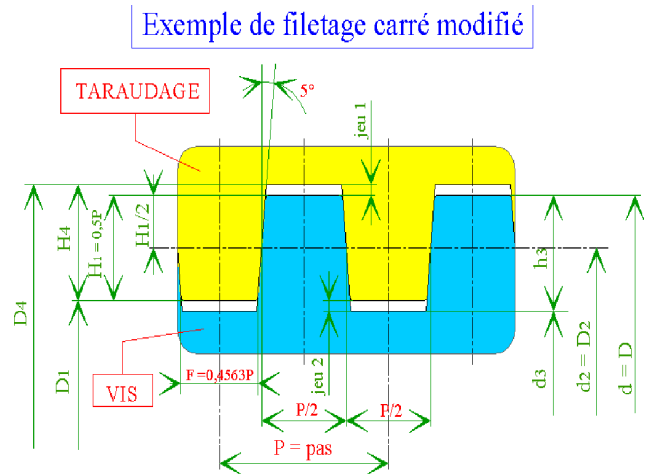 Exemple de filetage carré modifié
TARAUDAGE
5°
jeu 1
H4
H1 = 0,5P
H1/2
h3
D4
D1
d3
d2 = D2
d = D
VIS
F =0,4563P
jeu 2
P/2
P/2
P = pas